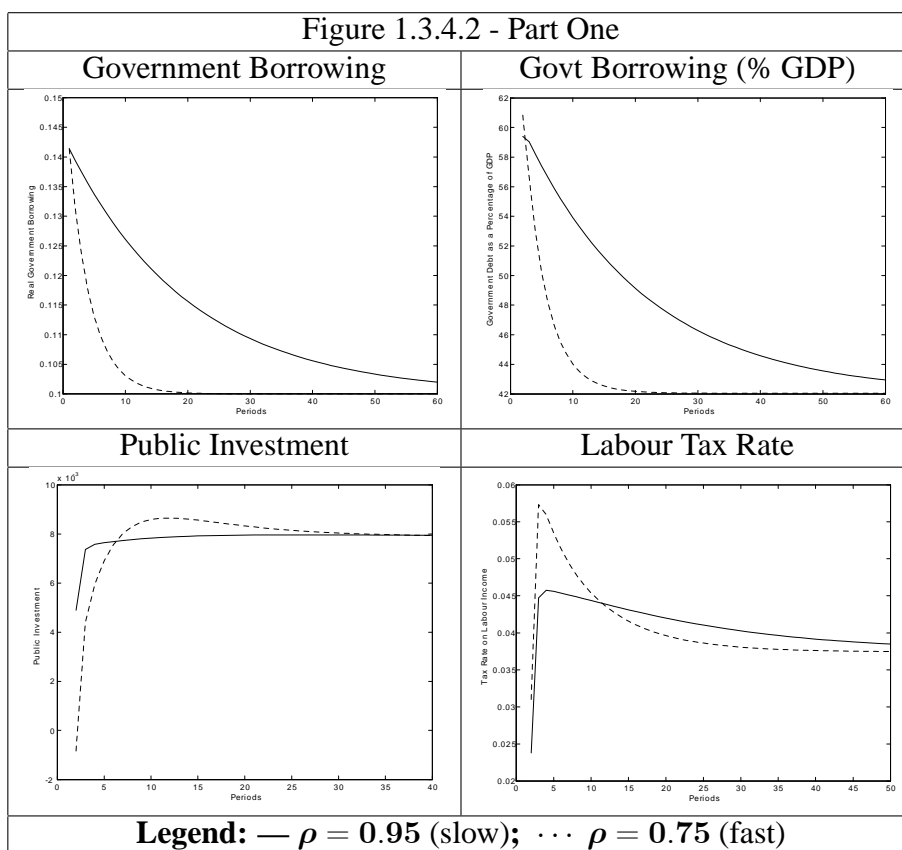 Figure 1.3.4.2 - Part One
Government Borrowing
Govt Borrowing (% GDP)
0.15
0.145
0.14
0.135
0.13
0.125
0.12
0.115
0.11
0.105
0.1
Real Government Borrowing
0 10 20 30 40 50 60
Periods
62
60
58
56
54
52
50
48
46
44
42
Government Debt as a Percentage of GDP
0 10 20 30 40 50 60
Periods
Public Investment
Labour Tax Rate
x 10³
10
8
6
4
2
0
-2
Public Investment
0 5 10 15 20 25 30 35 40
Periods
0.06
0.055
0.05
0.045
0.04
0.035
0.03
0.025
0.02
Tax Rate on Labour Income
0 5 10 15 20 25 30 35 40 45 50
Periods
Legend: — ρ = 0.95 (slow); ··· ρ = 0.75 (fast)